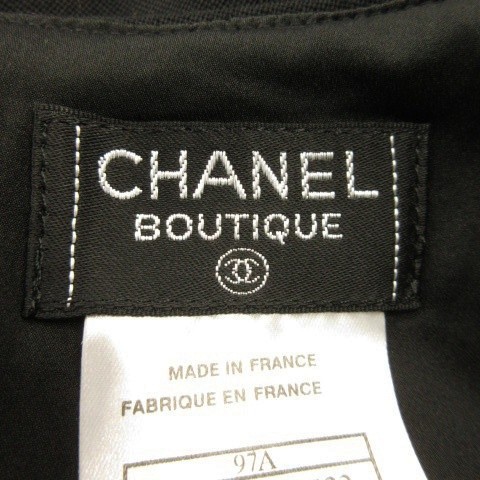 CHANEL
BOUTIQUE
MADE IN FRANCE
FABRIQUE EN FRANCE
97A